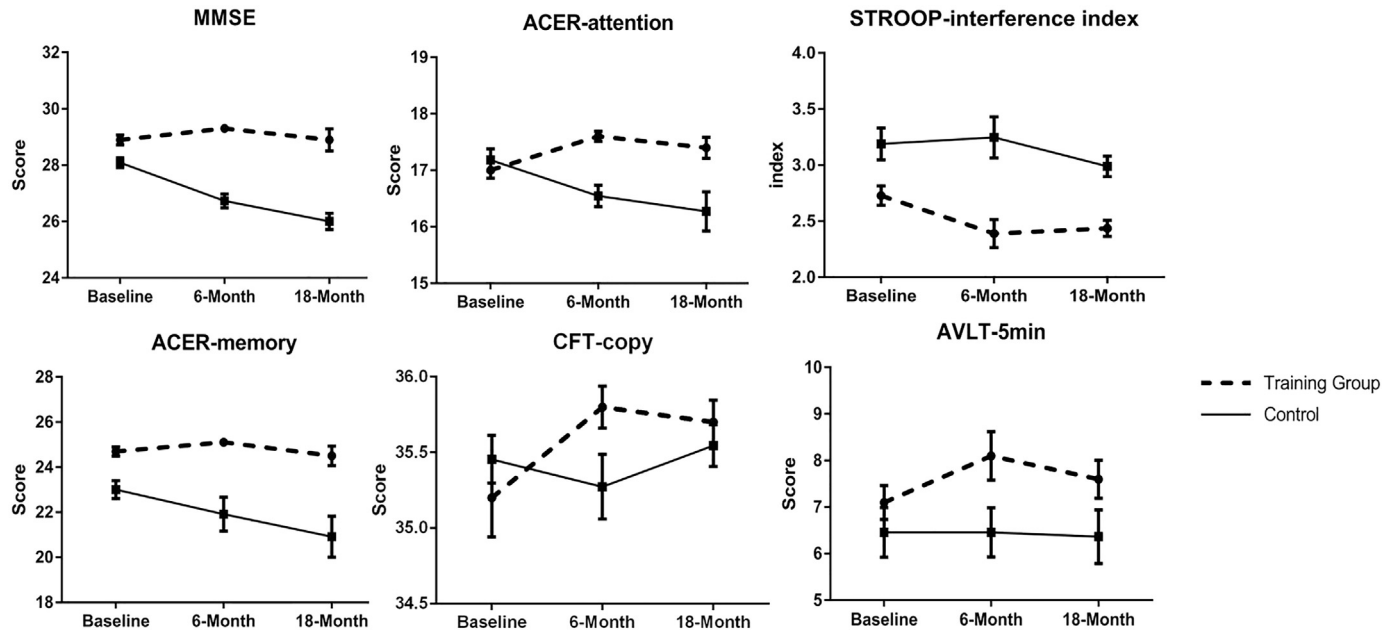 MMSE
32
30
28
26
24
Score
Baseline 6-Month 18-Month
ACER-attention
19
18
17
16
15
Score
Baseline 6-Month 18-Month
STROOP-interference index
4.0
3.5
3.0
2.5
2.0
index
Baseline 6-Month 18-Month
ACER-memory
28
26
24
22
20
18
Score
Baseline 6-Month 18-Month
CFT-copy
36.0
35.5
35.0
34.5
Score
Baseline 6-Month 18-Month
AVLT-5min
10
9
8
7
6
5
Score
Baseline 6-Month 18-Month
Training Group
Control